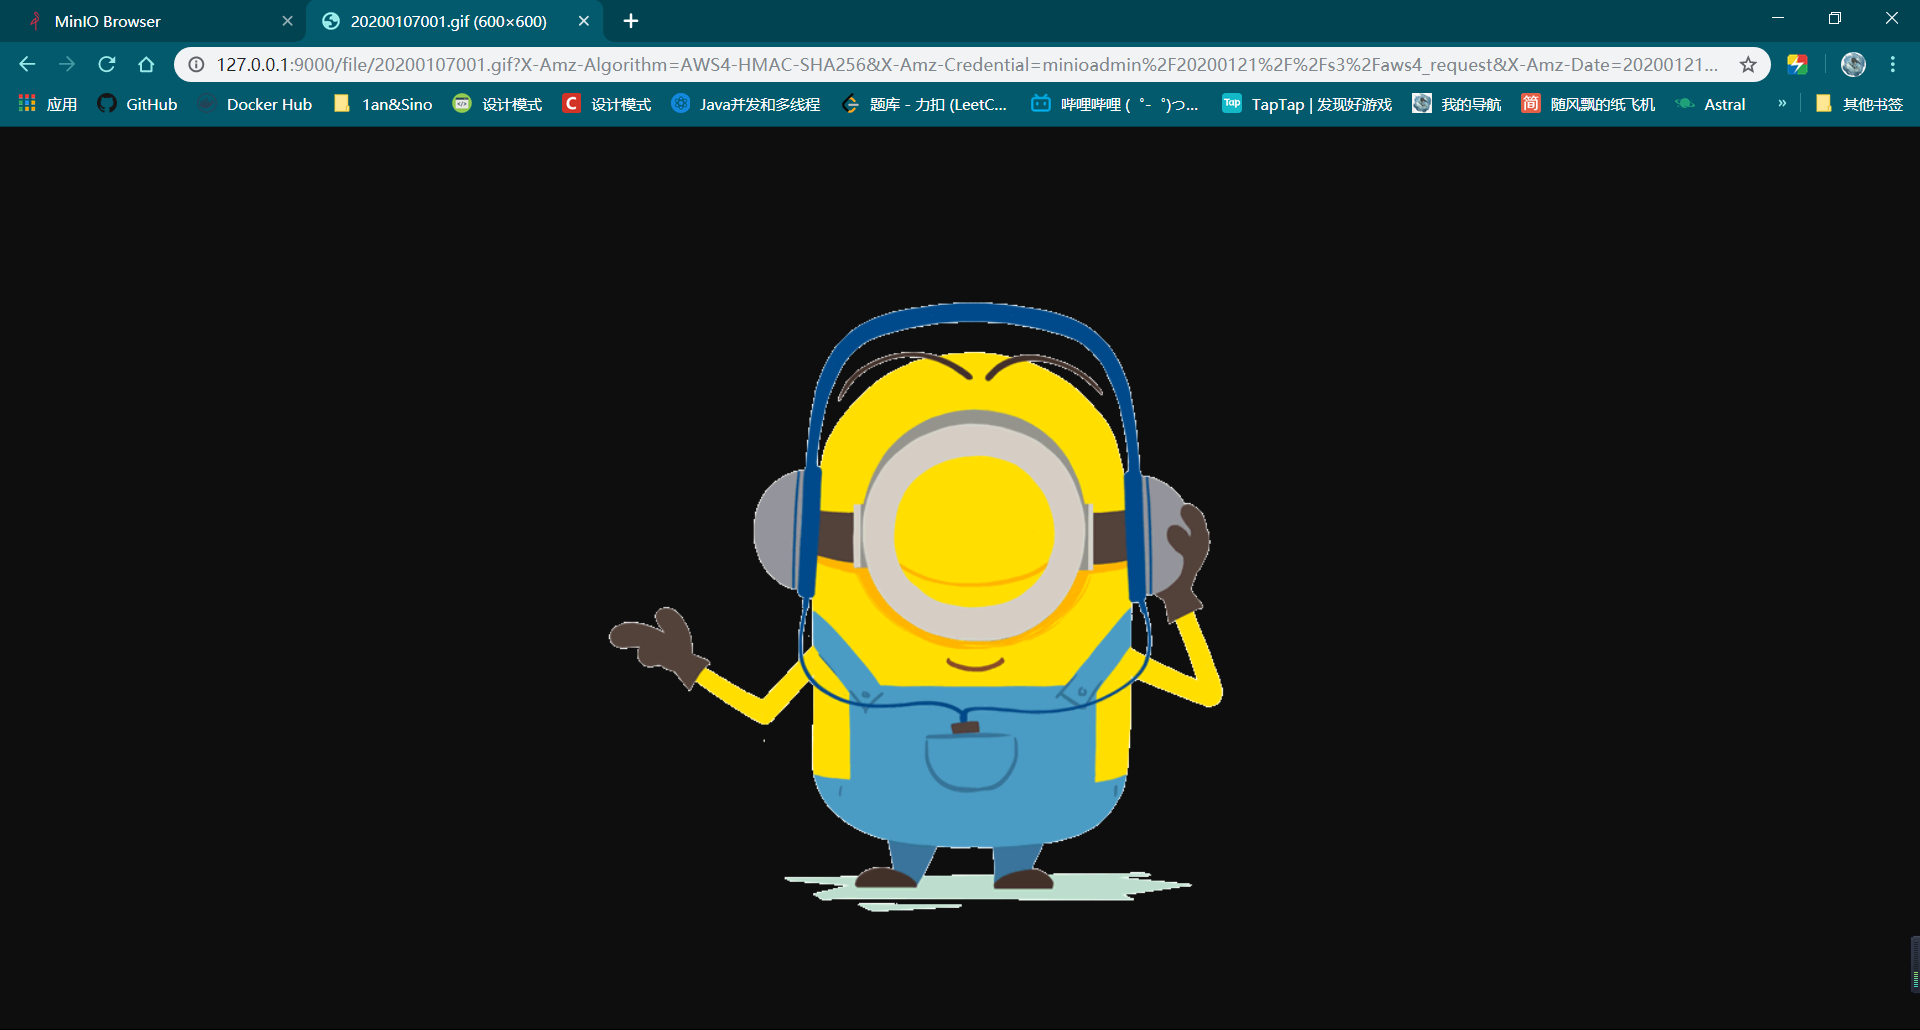 MinIO Browser
20200107001.gif (600×600)
127.0.0.1:9000/file/20200107001.gif?X-Amz-Algorithm=AWS4-HMAC-SHA256&X-Amz-Credential=minioadmin%2F20200121%2F%2Fs3%2Faws4_request&X-Amz-Date=20200121...
应用 GitHub Docker Hub 1an&Sino 设计模式 C 设计模式 Java并发和多线程 题库 - 力扣 (LeetC... 哔哩哔哩 ( ゜- ゜)つ... Tap TapTap | 发现好游戏 我的导航 简 随风飘的纸飞机 Astral » 其他书签